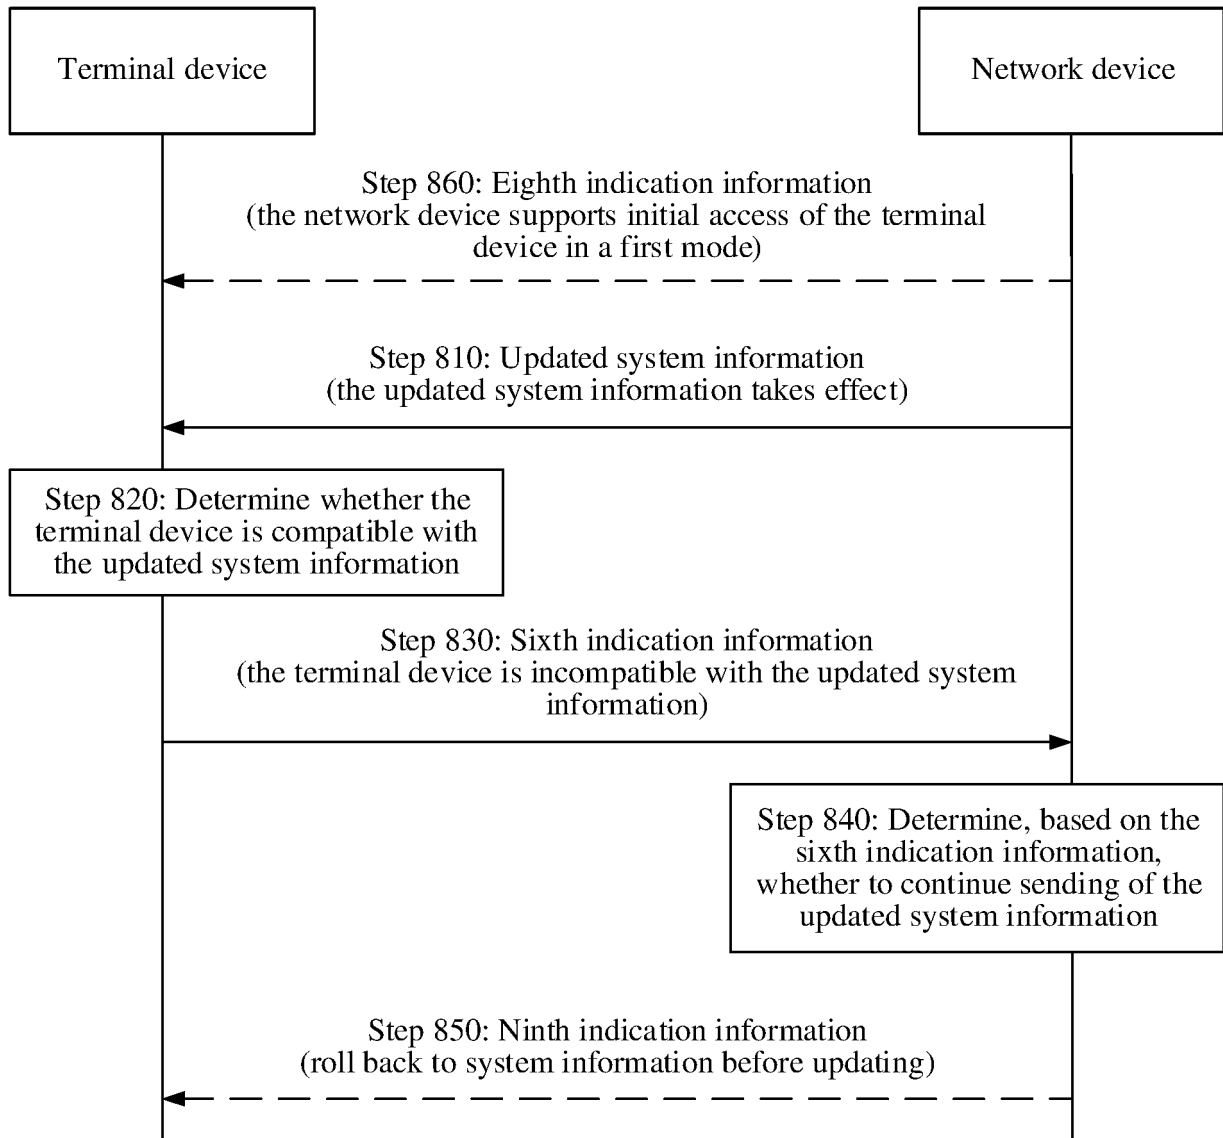 Terminal device
Network device
Step 860: Eighth indication information
(the network device supports initial access of the terminal
device in a first mode)
Step 810: Updated system information
(the updated system information takes effect)
Step 820: Determine whether the
terminal device is compatible with
the updated system information
Step 830: Sixth indication information
(the terminal device is incompatible with the updated system
information)
Step 840: Determine, based on the
sixth indication information,
whether to continue sending of the
updated system information
Step 850: Ninth indication information
(roll back to system information before updating)